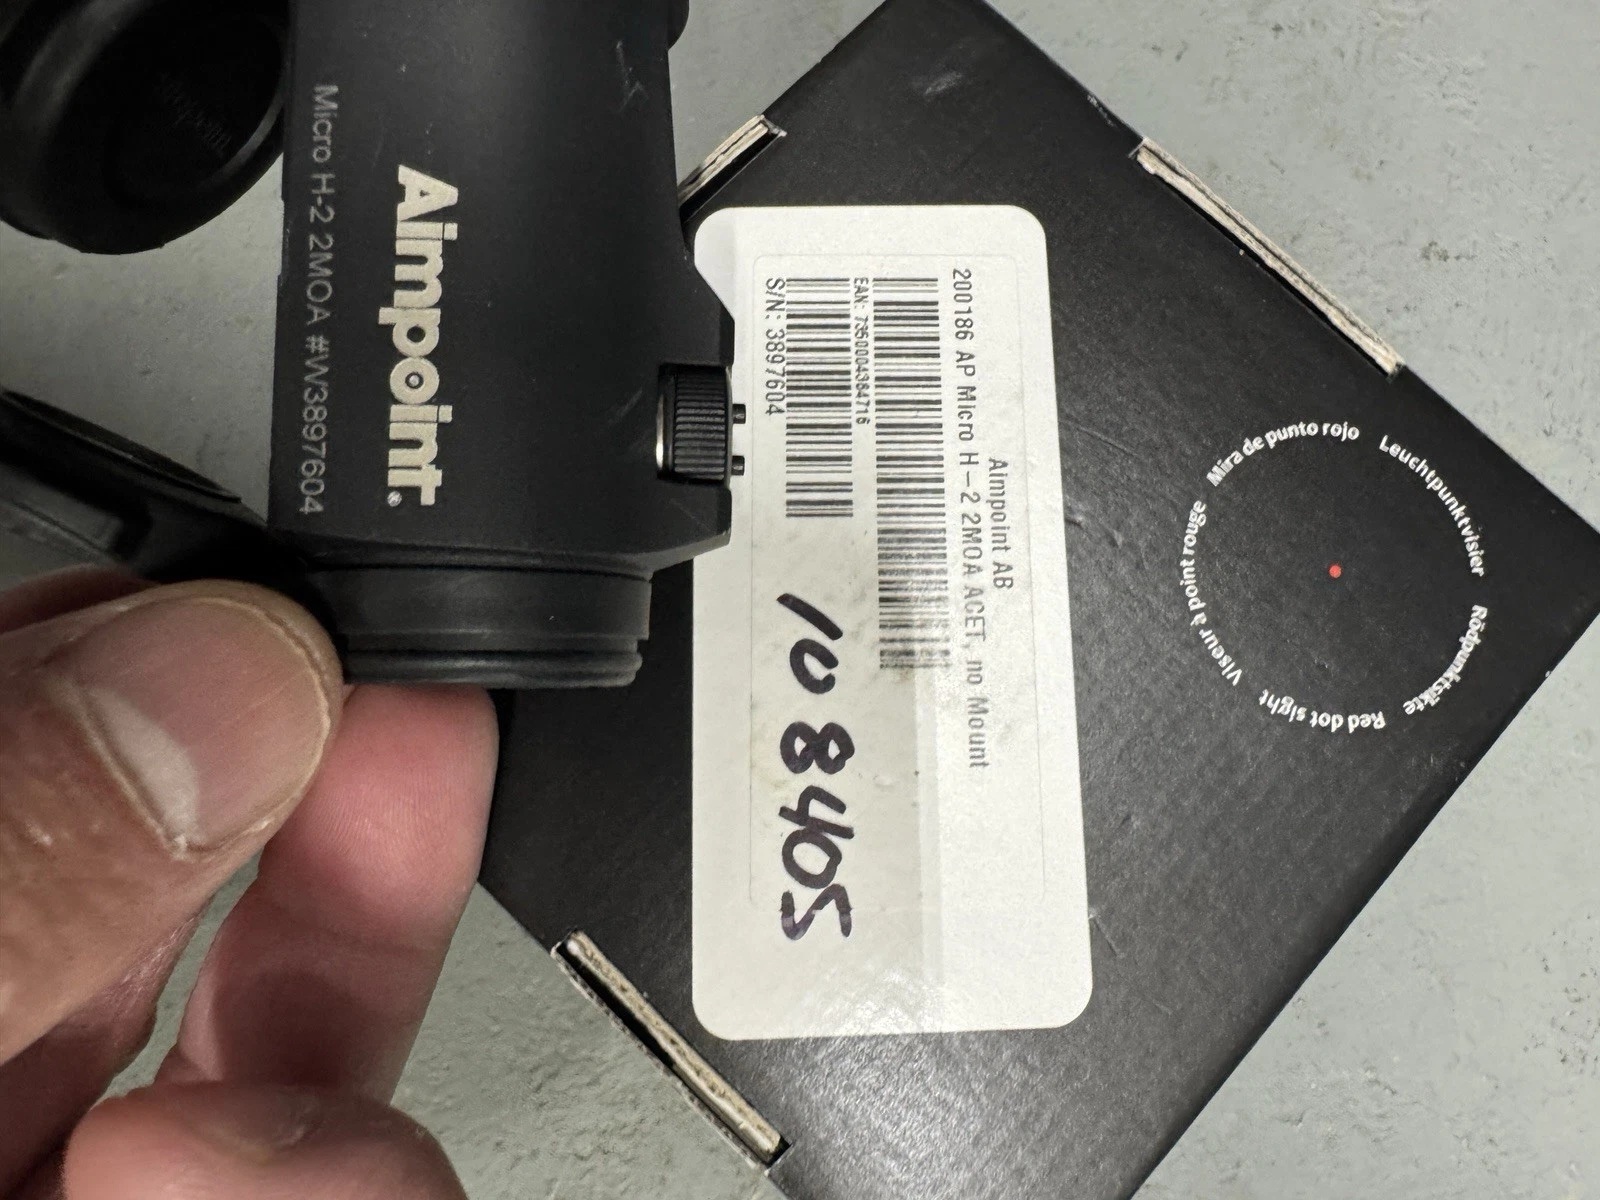 Aimpoint®
Micro H-2 2MOA #W3897604
Aimpoint AB
200186 AP Micro H-2 2MOA ACET, no Mount
EAN: 7350004384716
S/N: 3897604
108405
Mira de punto rojo
Leuchtpunktvisier
Rödpunktsikte
Red dot sight
Viseur à point rouge